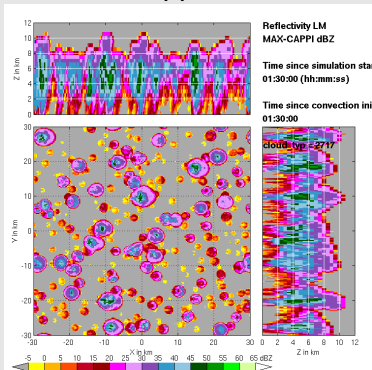 Reflectivity LM
MAX-CAPPI dBZ
Time since simulation star
01:30:00 (hh:mm:ss)
Time since convection ini
01:30:00
cloud_typ = 2717
Z in km
12
10
8
6
4
2
0
Y in km
30
20
10
0
-10
-20
-30
-30 -20 -10 0 10 20 30
X in km
0 2 4 6 8 10 12
Z in km
-5 0 5 10 15 20 25 30 35 40 45 50 55 60 65 dBZ